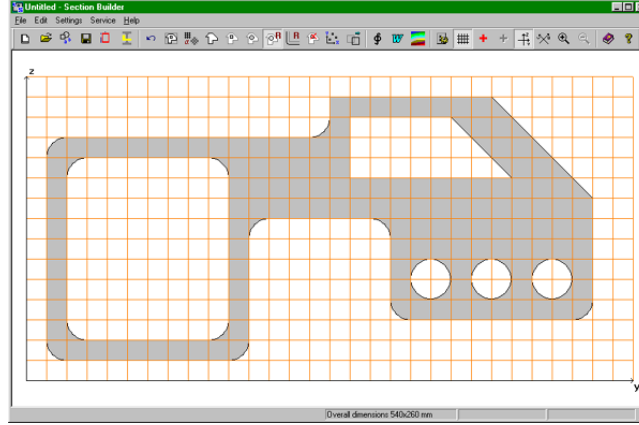 Untitled - Section Builder
File Edit Settings Service Help
z
y
Overall dimensions 540x260 mm